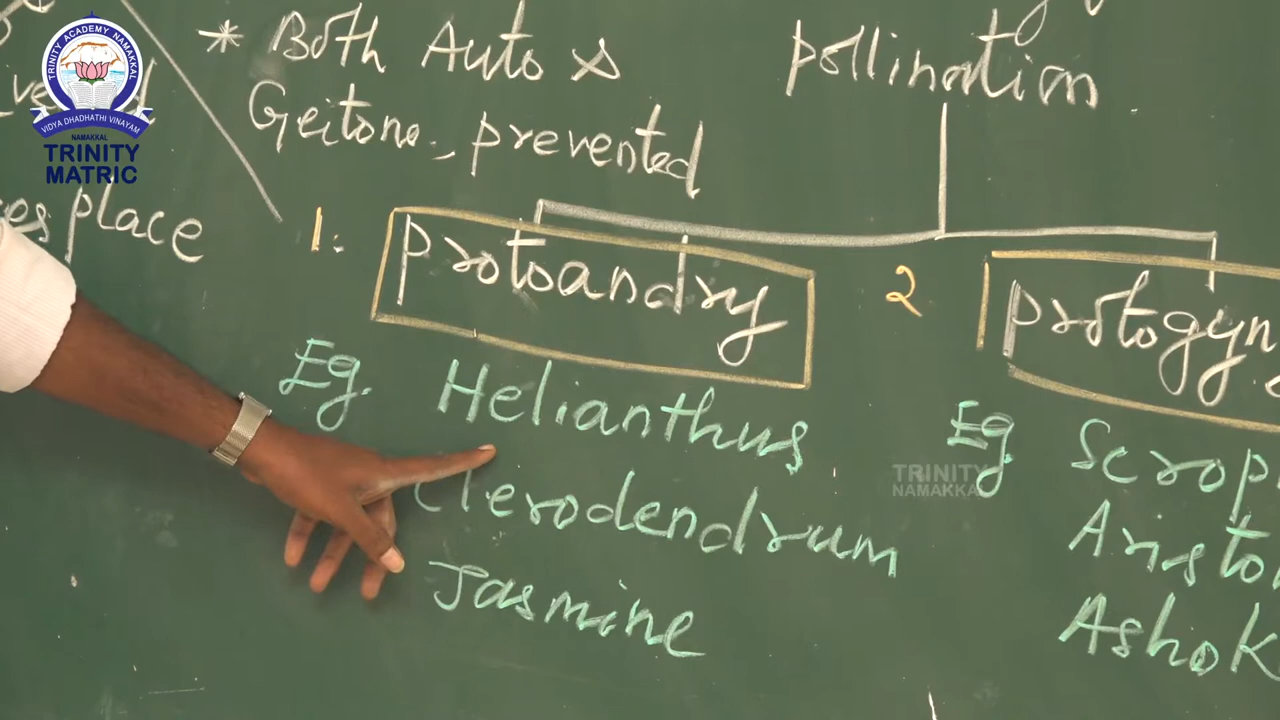 TRINITY ACADEMY NAMAKKAL
VIDYA DHADHATHI VINAYAM
NAMAKKAL
TRINITY
MATRIC
place
* Both Auto &
Geitono-, prevented
pollination
1. protoandry
Eg. Helianthus
Clerodendrum
Jasmine
2 protogyn
Eg Scrop
Aristo
Ashok
TRINITY
NAMAKKAL